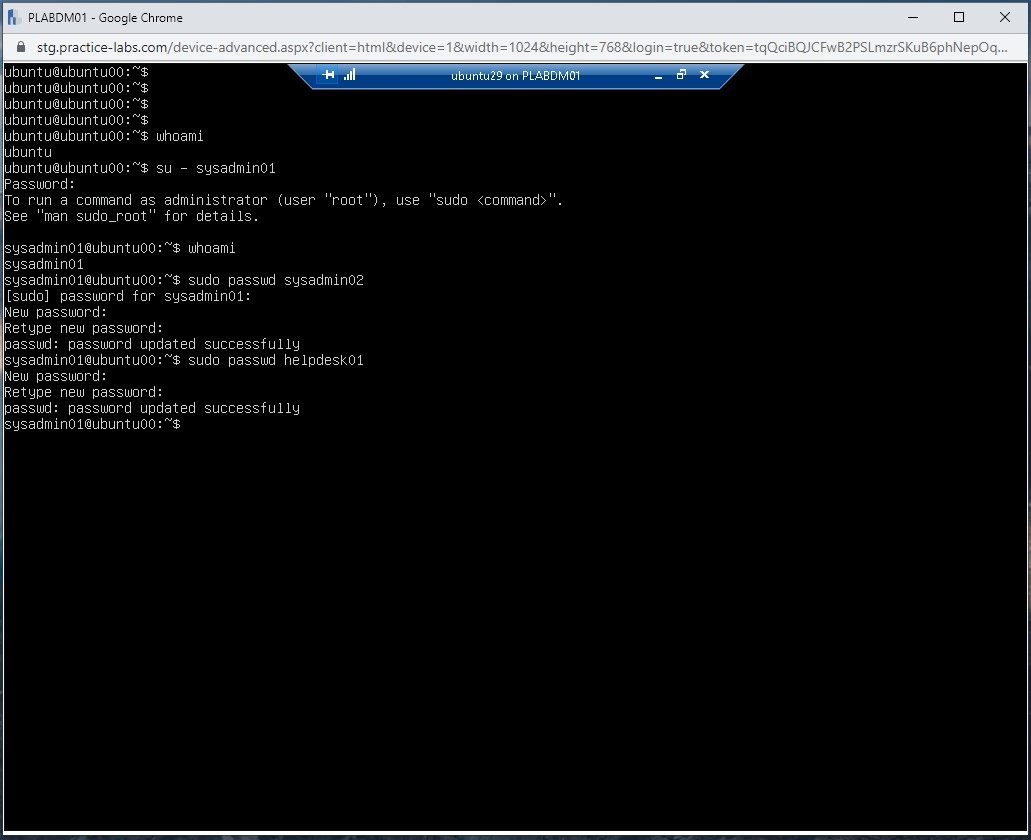 PLABDM01 - Google Chrome
stg.practice-labs.com/device-advanced.aspx?client=html&device=1&width=1024&height=768&login=true&token=tqQciBQJCFwB2PSLmzrSKuB6phNepOq...
ubuntu29 on PLABDM01
ubuntu@ubuntu00:~$
ubuntu@ubuntu00:~$
ubuntu@ubuntu00:~$
ubuntu@ubuntu00:~$
ubuntu@ubuntu00:~$ whoami
ubuntu
ubuntu@ubuntu00:~$ su - sysadmin01
Password:
To run a command as administrator (user "root"), use "sudo <command>".
See "man sudo_root" for details.
sysadmin01@ubuntu00:~$ whoami
sysadmin01
sysadmin01@ubuntu00:~$ sudo passwd sysadmin02
[sudo] password for sysadmin01:
New password:
Retype new password:
passwd: password updated successfully
sysadmin01@ubuntu00:~$ sudo passwd helpdesk01
New password:
Retype new password:
passwd: password updated successfully
sysadmin01@ubuntu00:~$